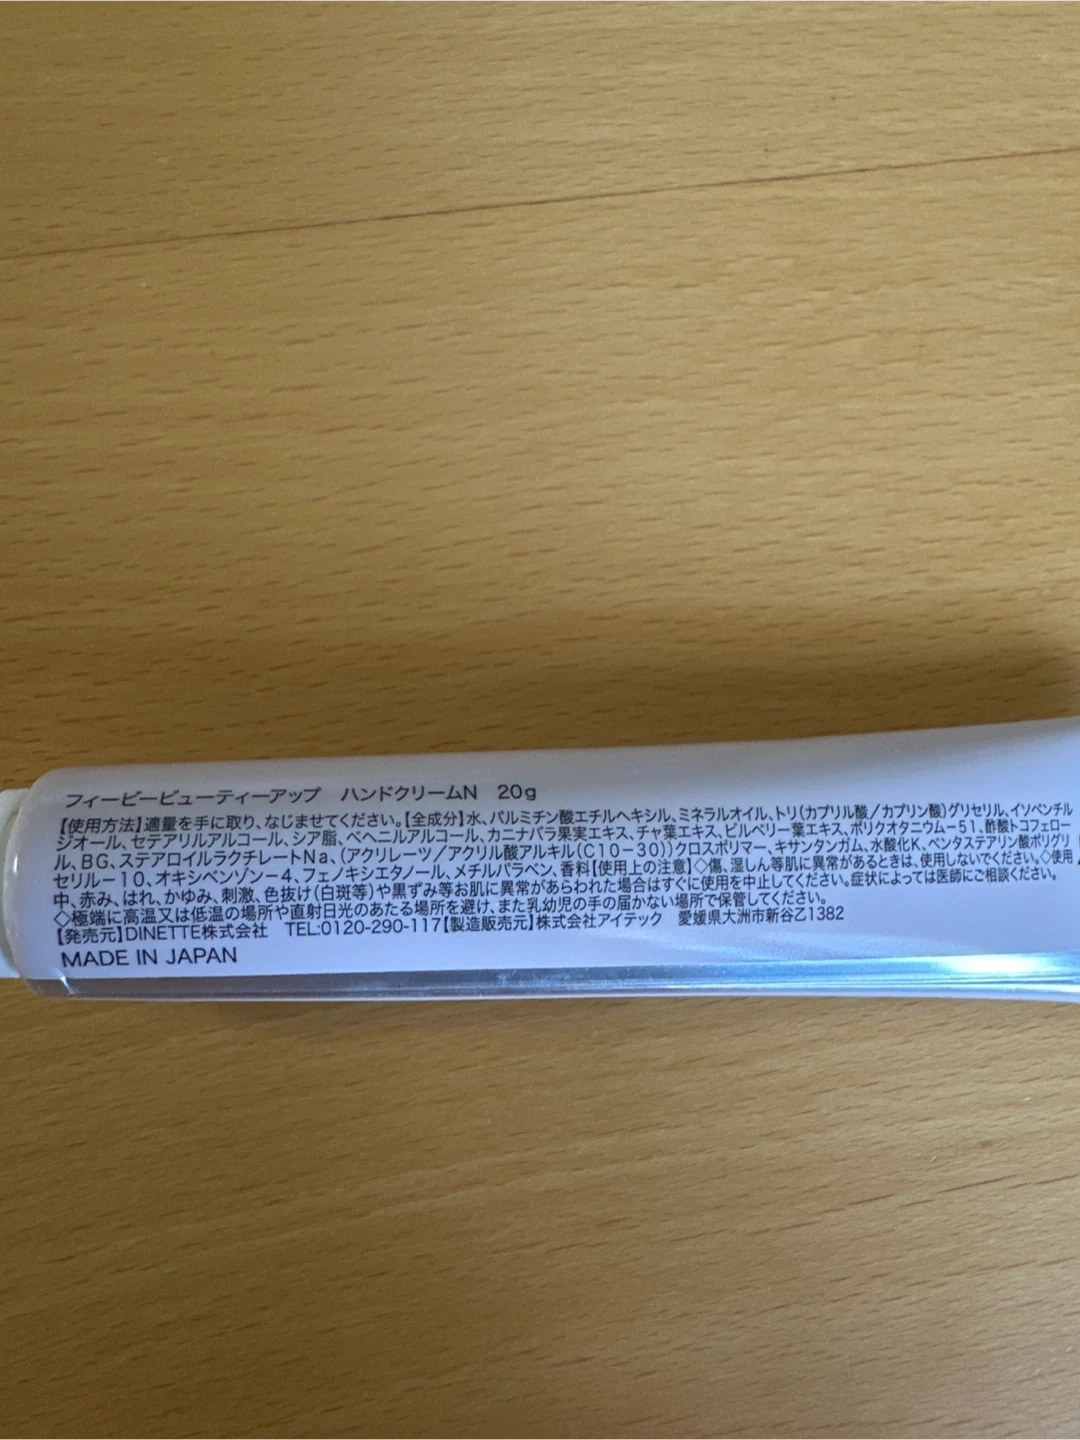 フィービービューティーアップ　ハンドクリームN　20g
【使用方法】適量を手に取り、なじませてください。【全成分】水、パルミチン酸エチルヘキシル、ミネラルオイル、トリ(カプリル酸／カプリン酸)グリセリル、イソペンチル
ジオール、セテアリルアルコール、シア脂、ベヘニルアルコール、カニナバラ果実エキス、チャ葉エキス、ビルベリー葉エキス、ポリクオタニウム－51、酢酸トコフェロー
ル、ＢＧ、ステアロイルラクチレートＮａ、(アクリレーツ／アクリル酸アルキル(Ｃ１０－３０))クロスポリマー、キサンタンガム、水酸化Ｋ、ペンタステアリン酸ポリグリ
セリル－１０、オキシベンゾン－４、フェノキシエタノール、メチルパラベン、香料【使用上の注意】◇傷、湿しん等肌に異常があるときは、使用しないでください。◇使用
中、赤み、はれ、かゆみ、刺激、色抜け(白斑等)や黒ずみ等お肌に異常があらわれた場合はすぐに使用を中止してください。症状によっては医師にご相談ください。
◇極端に高温又は低温の場所や直射日光のあたる場所を避け、また乳幼児の手の届かない場所で保管してください。
【発売元】DINETTE株式会社　TEL:0120-290-117【製造販売元】株式会社アイテック　愛媛県大洲市新谷乙1382
MADE IN JAPAN